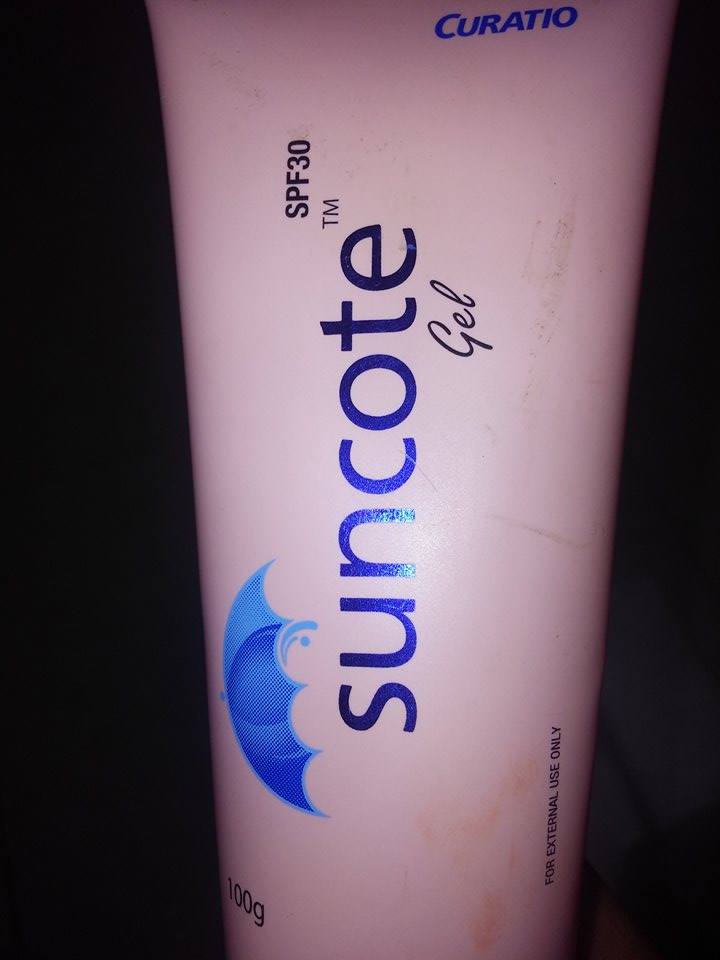 CURATIO
SPF30
suncote™
Gel
FOR EXTERNAL USE ONLY
100g